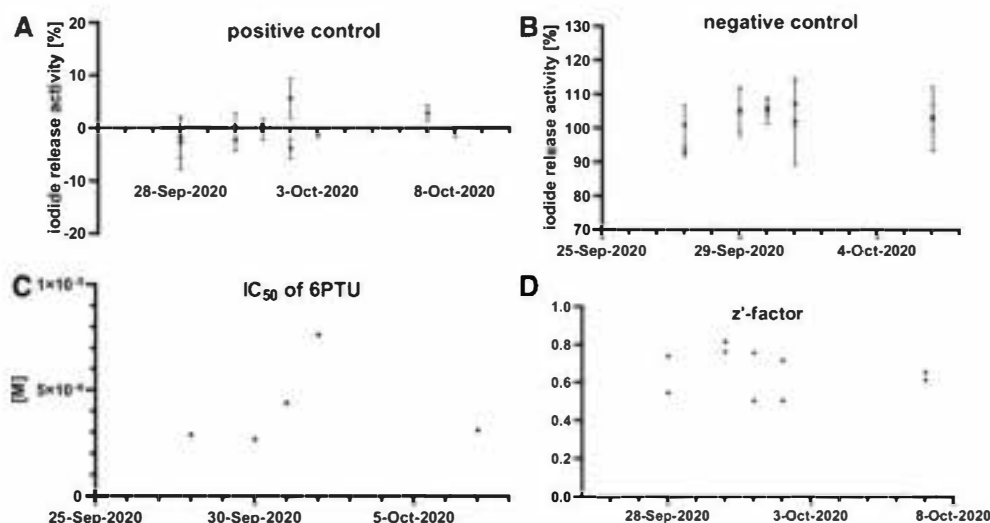 A
positive control
iodide release activity [%]
20
10
0
-10
-20
28-Sep-2020
3-Oct-2020
8-Oct-2020
B
negative control
iodide release activity [%]
130
120
110
100
90
80
70
25-Sep-2020
29-Sep-2020
4-Oct-2020
C
IC50 of 6PTU
[M]
0
25-Sep-2020
30-Sep-2020
5-Oct-2020
D
z'-factor
1.0
0.8
0.6
0.4
0.2
0.0
28-Sep-2020
3-Oct-2020
8-Oct-2020